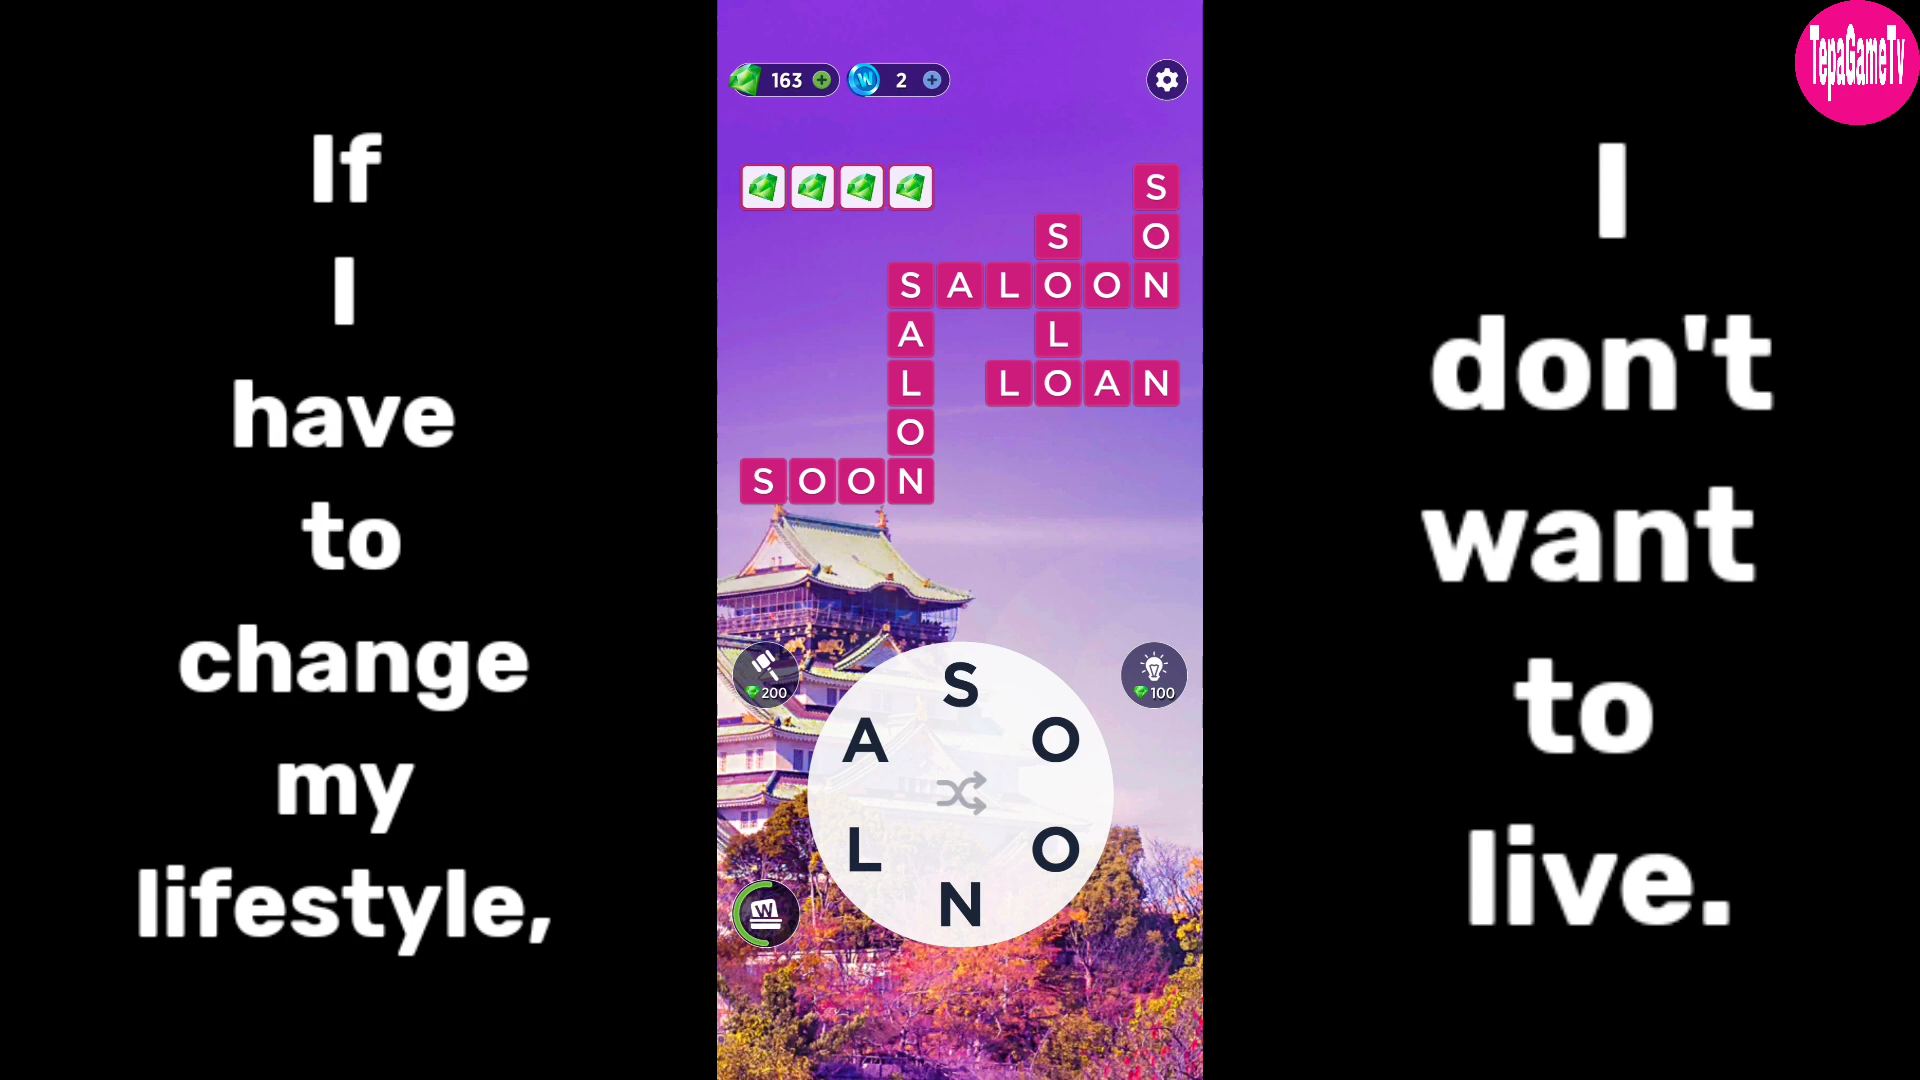 If
I
have
to
change
my
lifestyle,
163
W 2
S
S O
S A L O O N
A L
L L O A N
O
S O O N
200
100
S
A O
L O
N
W
I
don't
want
to
live.
TepaGameTv